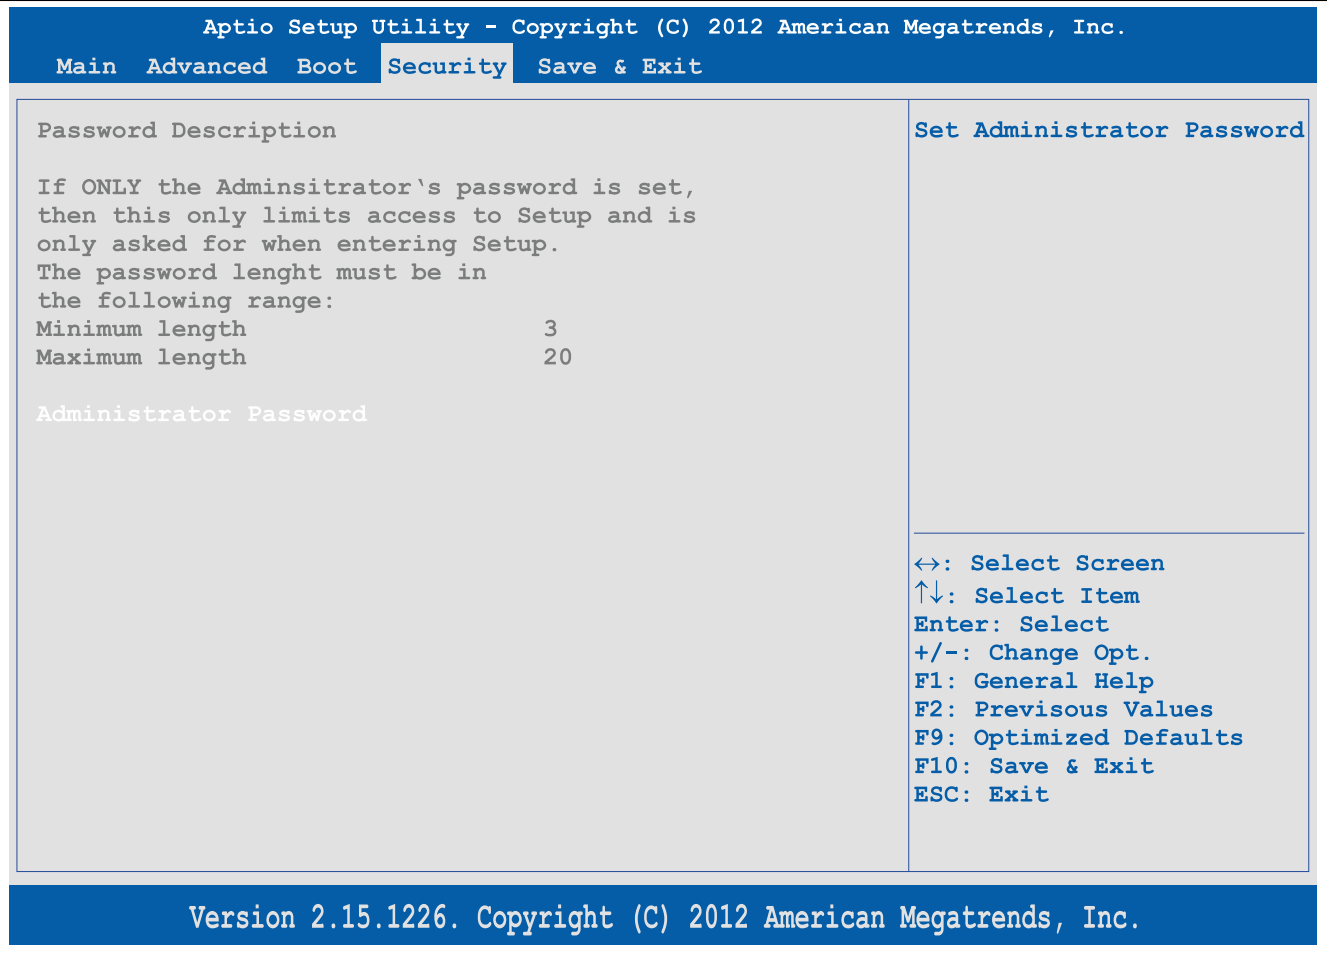 Aptio Setup Utility - Copyright (C) 2012 American Megatrends, Inc.
Main Advanced Boot Security Save & Exit
Password Description
If ONLY the Adminsitrator‘s password is set,
then this only limits access to Setup and is
only asked for when entering Setup.
The password lenght must be in
the following range:
Minimum length 3
Maximum length 20
Administrator Password
Set Administrator Password
↔: Select Screen
↑↓: Select Item
Enter: Select
+/-: Change Opt.
F1: General Help
F2: Previsous Values
F9: Optimized Defaults
F10: Save & Exit
ESC: Exit
Version 2.15.1226. Copyright (C) 2012 American Megatrends, Inc.